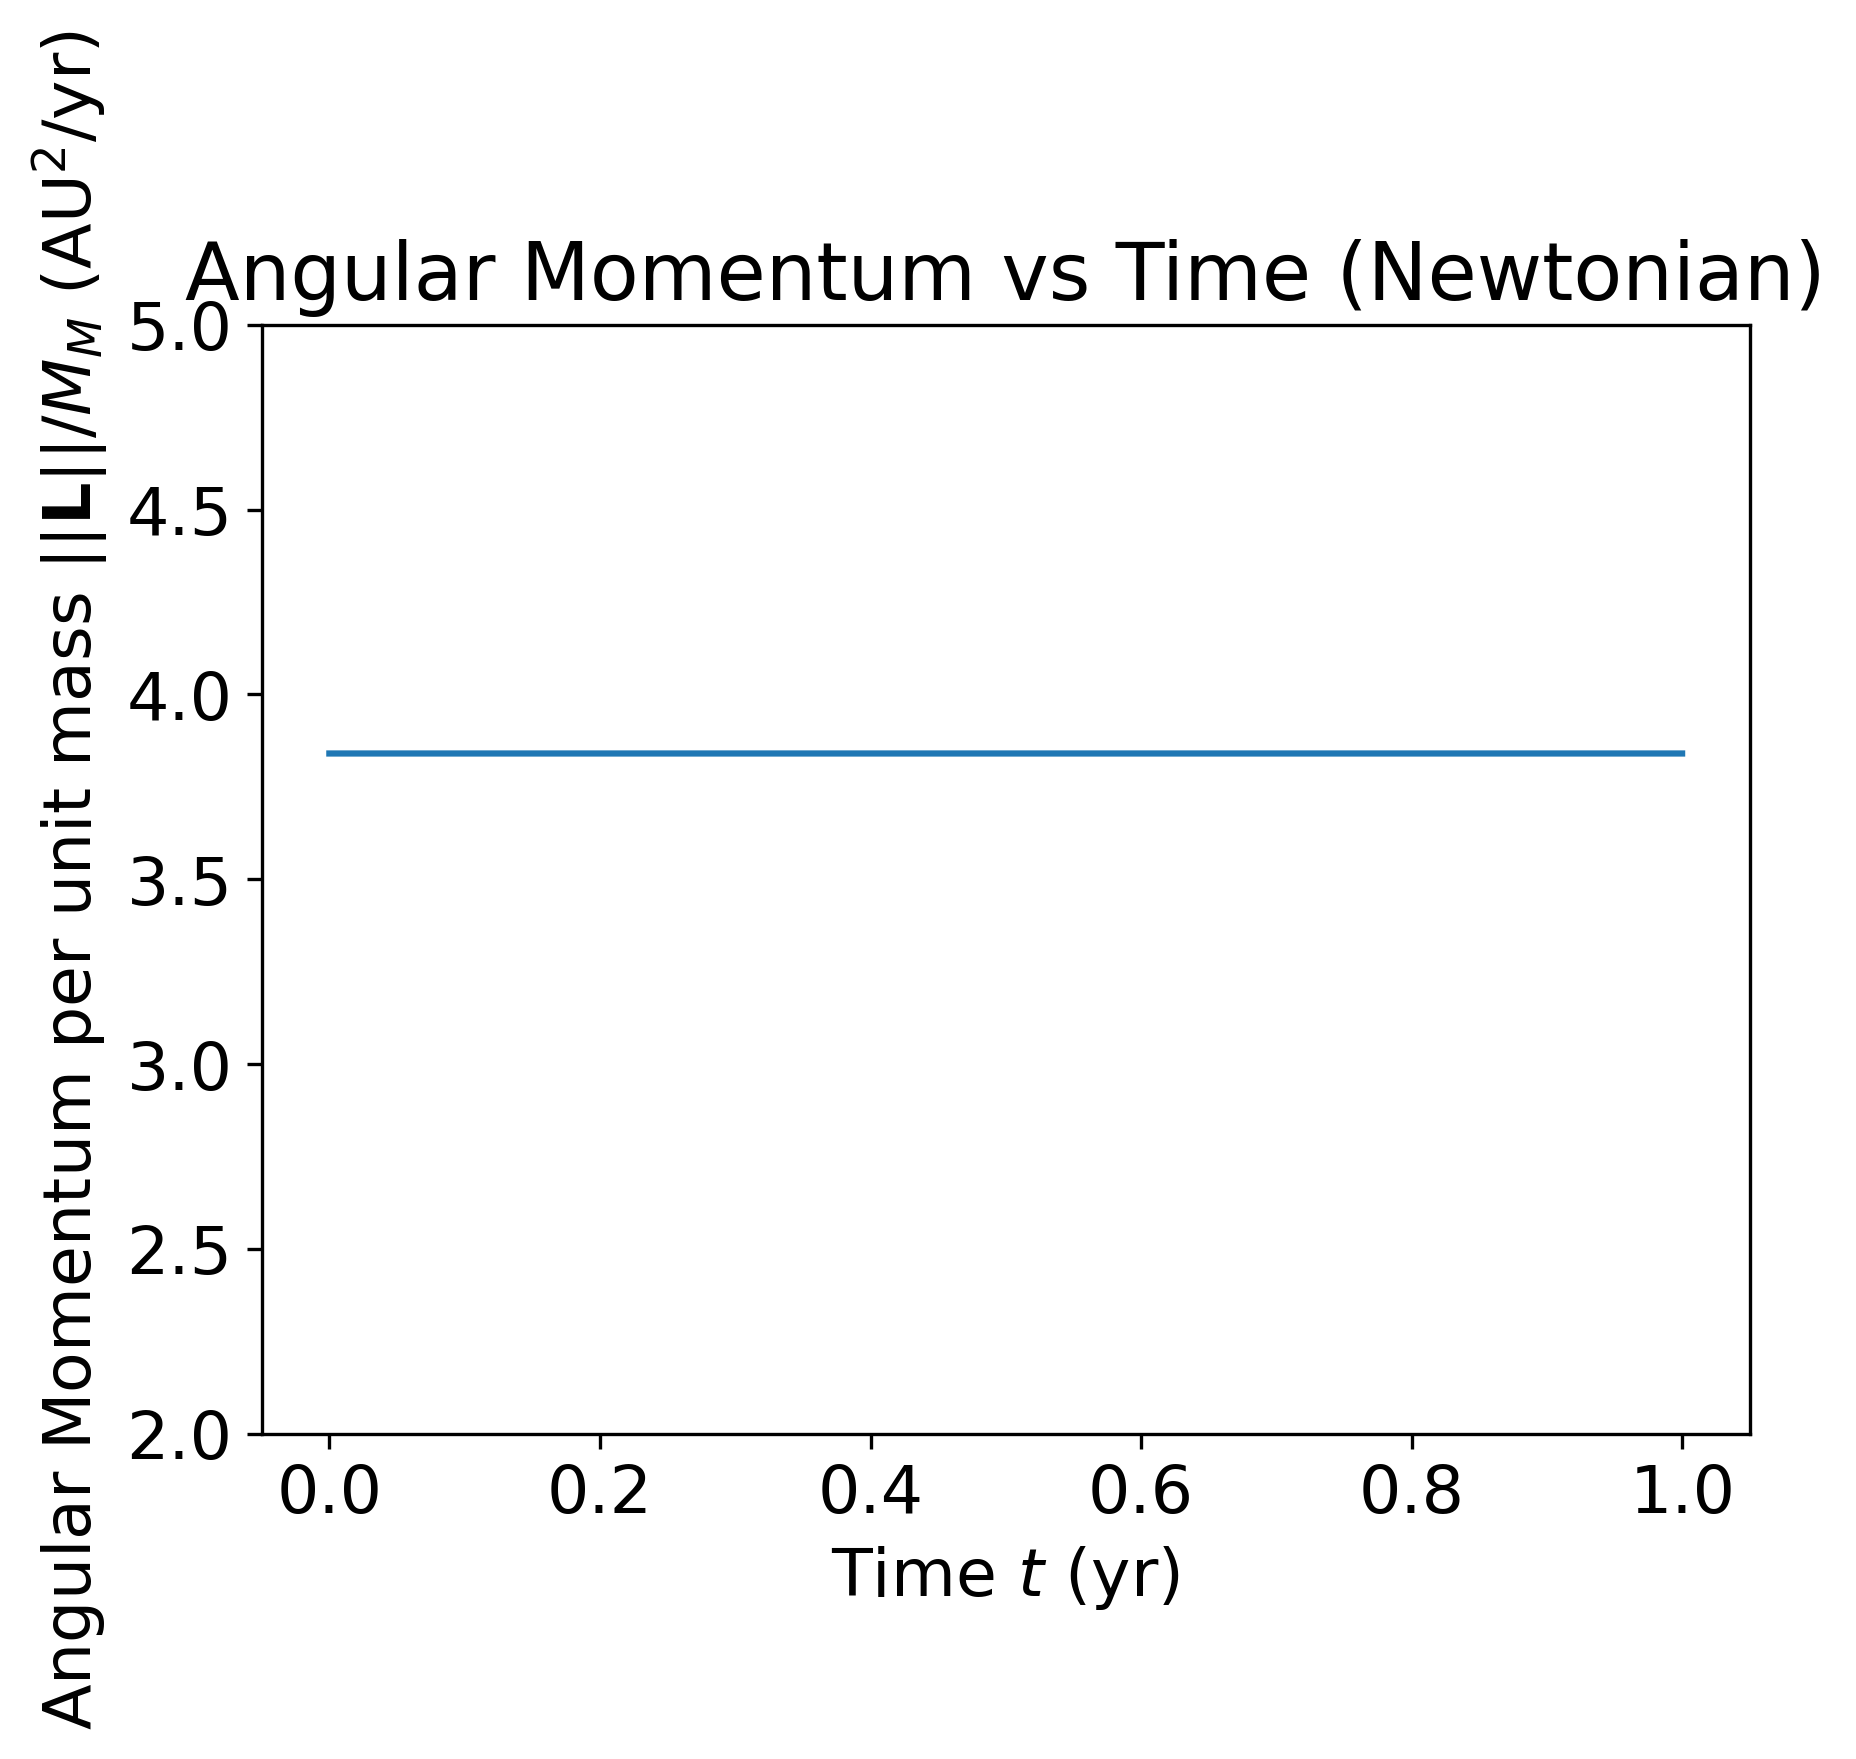 Angular Momentum vs Time (Newtonian)
Angular Momentum per unit mass ||L||/M_M (AU²/yr)
5.0
4.5
4.0
3.5
3.0
2.5
2.0
0.0 0.2 0.4 0.6 0.8 1.0
Time t (yr)